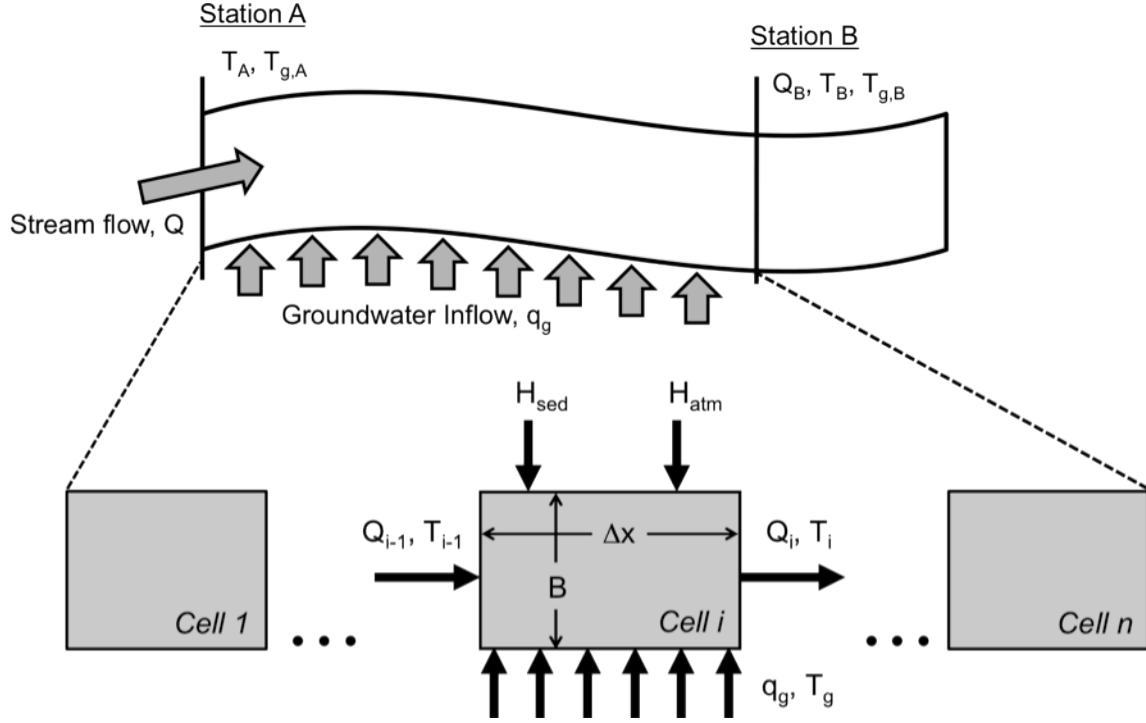 Station A
T_A, T_g,A
Station B
Q_B, T_B, T_g,B
Stream flow, Q
Groundwater Inflow, q_g
H_sed
H_atm
Q_i-1, T_i-1
Δx
Q_i, T_i
B
Cell 1
Cell i
Cell n
q_g, T_g